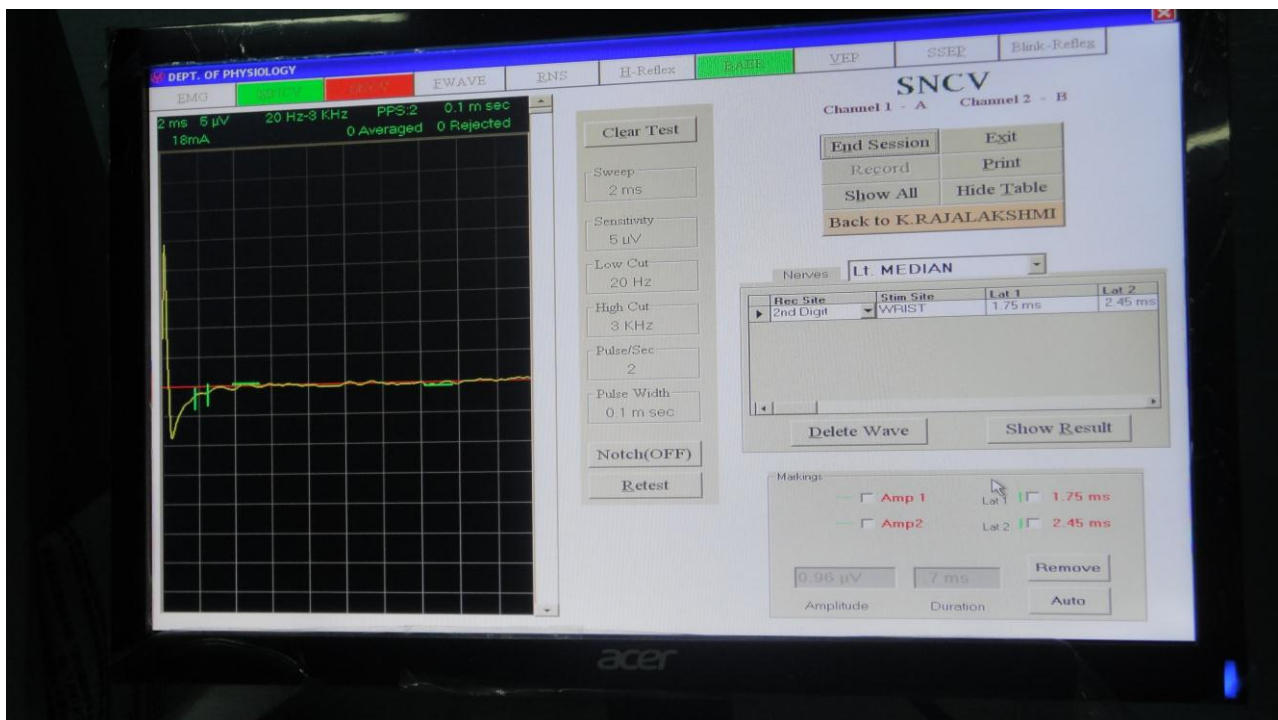 DEPT. OF PHYSIOLOGY
EMG FWAVE RNS H-Reflex BAER VEP SSEP Blink-Reflex
2 ms 5 µV 20 Hz-3 KHz PPS:2 0.1 m sec
18mA 0 Averaged 0 Rejected
Clear Test
Sweep
2 ms
Sensitivity
5 µV
Low Cut
20 Hz
High Cut
3 KHz
Pulse/Sec
2
Pulse Width
0.1 m sec
Notch(OFF)
Retest
SNCV
Channel 1 - A Channel 2 - B
End Session Exit
Record Print
Show All Hide Table
Back to K.RAJALAKSHMI
Nerves Lt. MEDIAN
Rec Site Stim Site Lat 1 Lat 2
2nd Digit WRIST 1.75 ms 2.45 ms
Delete Wave Show Result
Markings
Amp 1 Lat 1 1.75 ms
Amp2 Lat 2 2.45 ms
0.96 µV .7 ms Remove
Amplitude Duration Auto
acer